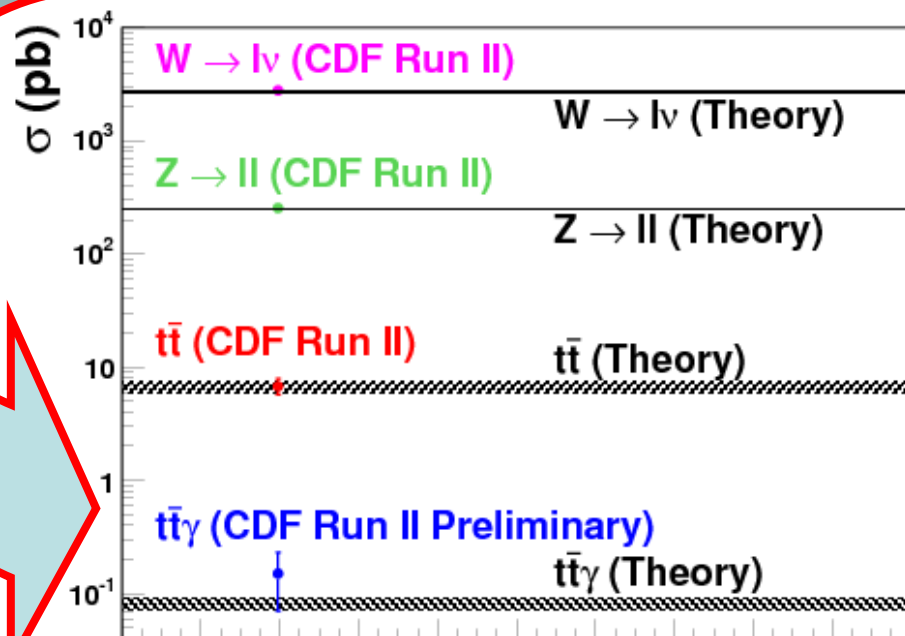 σ (pb)
10⁴
10³
10²
10
1
10⁻¹
W → lν (CDF Run II)
W → lν (Theory)
Z → ll (CDF Run II)
Z → ll (Theory)
tt̄ (CDF Run II)
tt̄ (Theory)
tt̄γ (CDF Run II Preliminary)
tt̄γ (Theory)